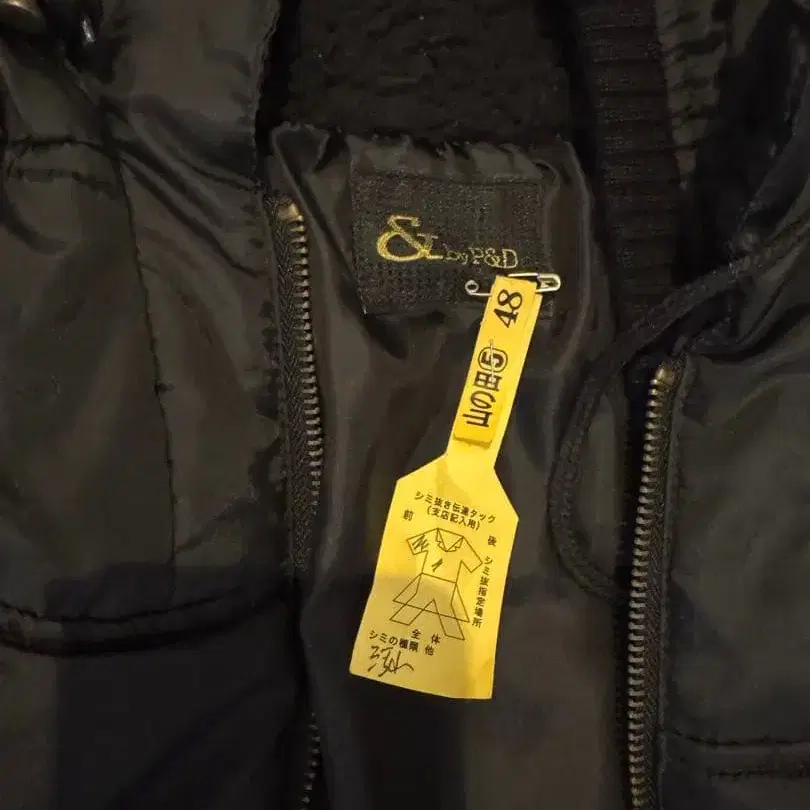 & by P&D
48
山の田⑤
シミ抜き伝達タック
(支店記入用)
前
後
シミ抜指定場所
全体
シミの種類 他